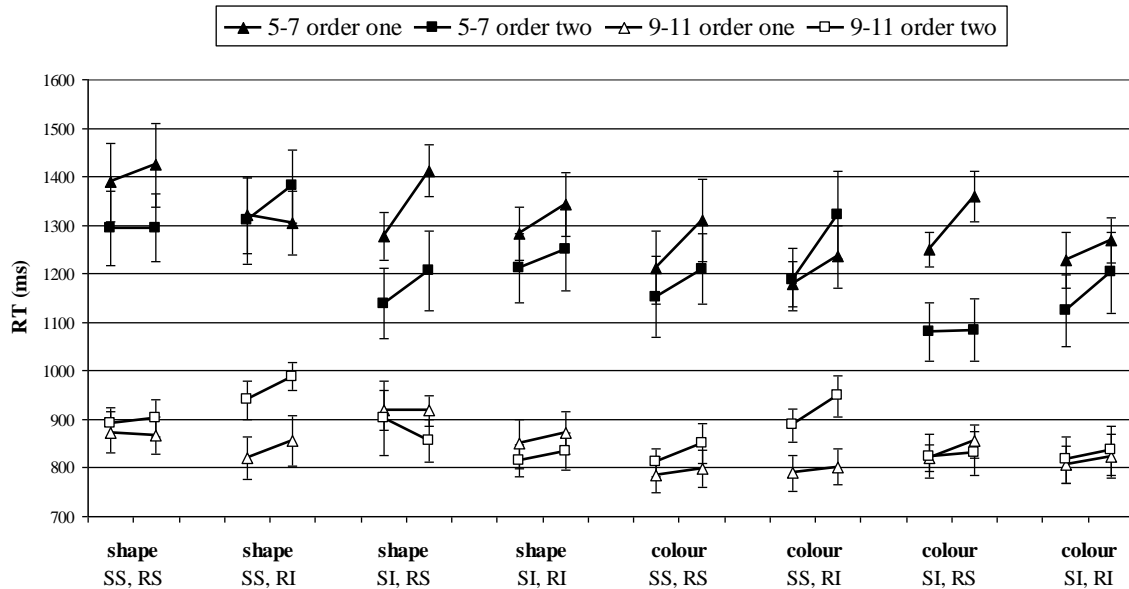 5-7 order one 5-7 order two 9-11 order one 9-11 order two
1600
1500
1400
1300
1200
1100
1000
900
800
700
RT (ms)
shape shape shape shape colour colour colour colour
SS, RS SS, RI SI, RS SI, RI SS, RS SS, RI SI, RS SI, RI